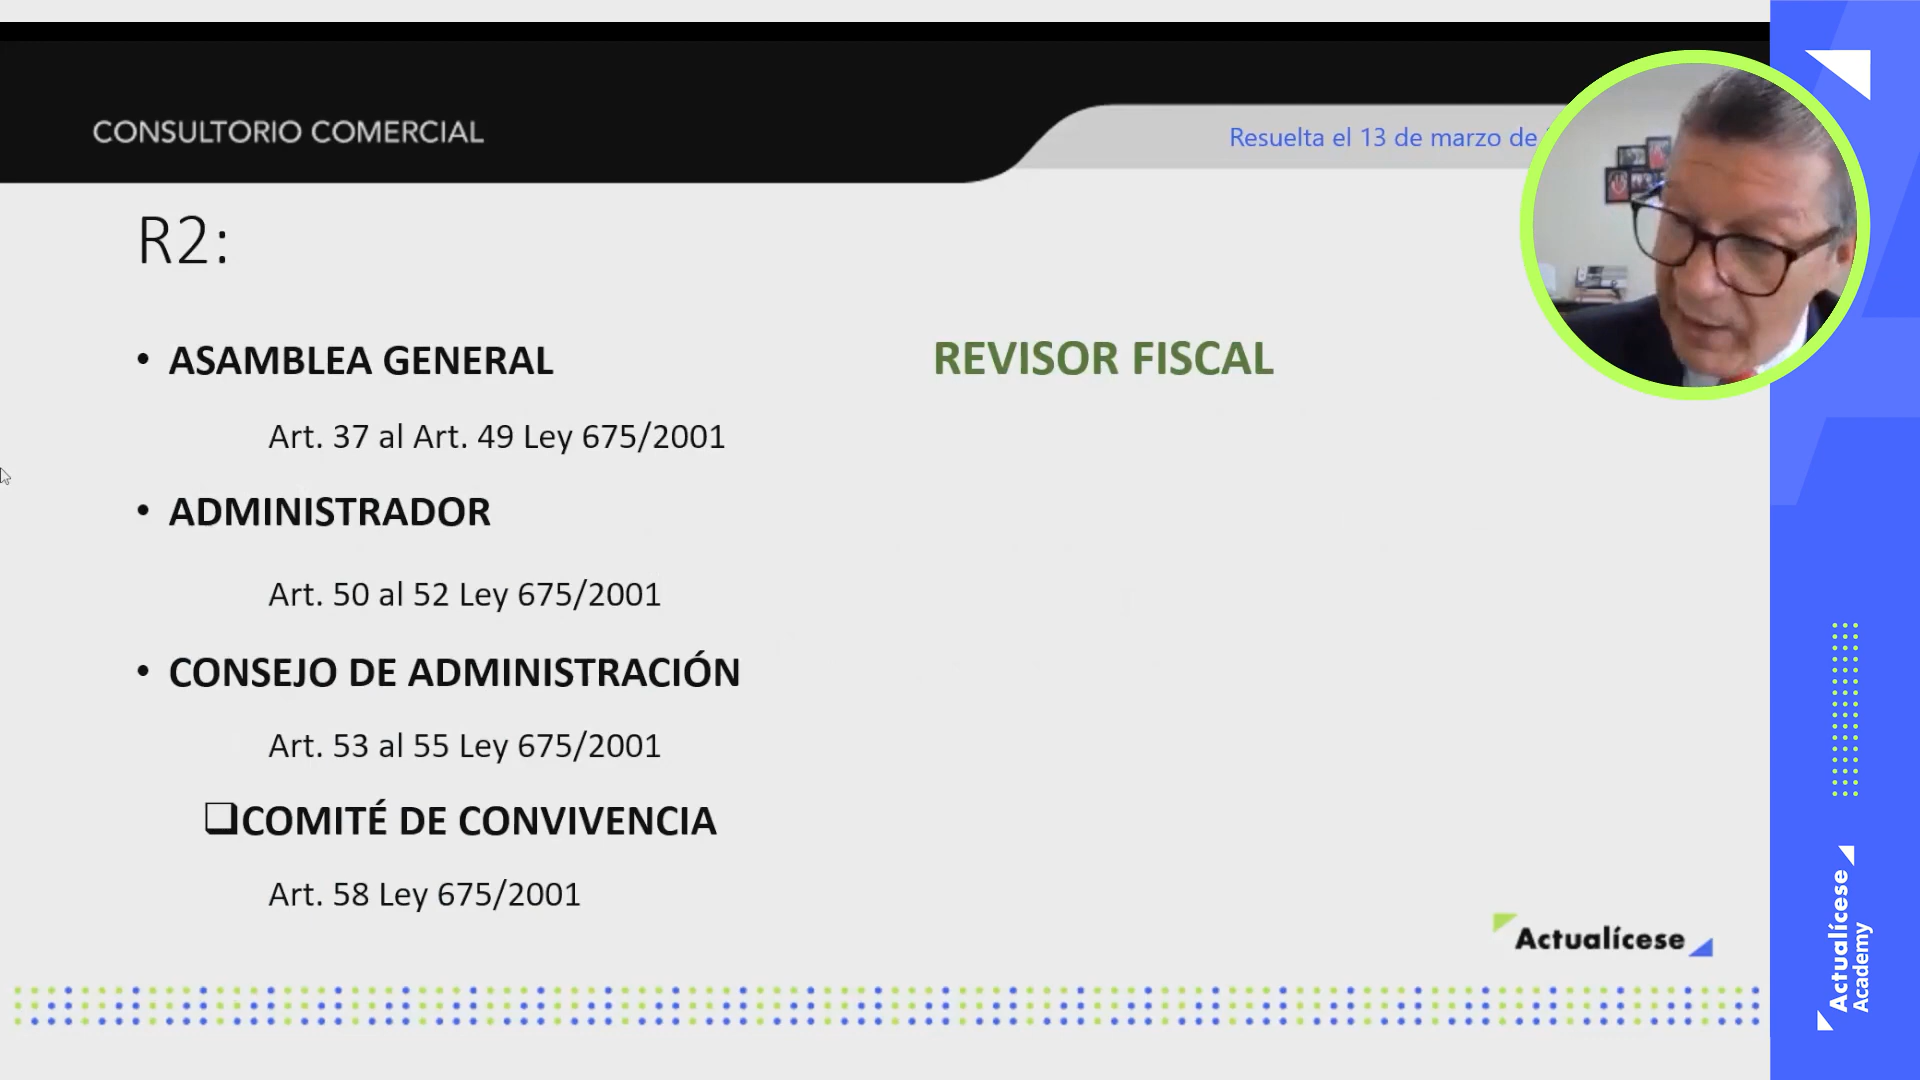 CONSULTORIO COMERCIAL
Resuelta el 13 de marzo de
R2:
• ASAMBLEA GENERAL
Art. 37 al Art. 49 Ley 675/2001
• ADMINISTRADOR
Art. 50 al 52 Ley 675/2001
• CONSEJO DE ADMINISTRACIÓN
Art. 53 al 55 Ley 675/2001
❑COMITÉ DE CONVIVENCIA
Art. 58 Ley 675/2001
REVISOR FISCAL
Actualícese
Actualícese
Academy